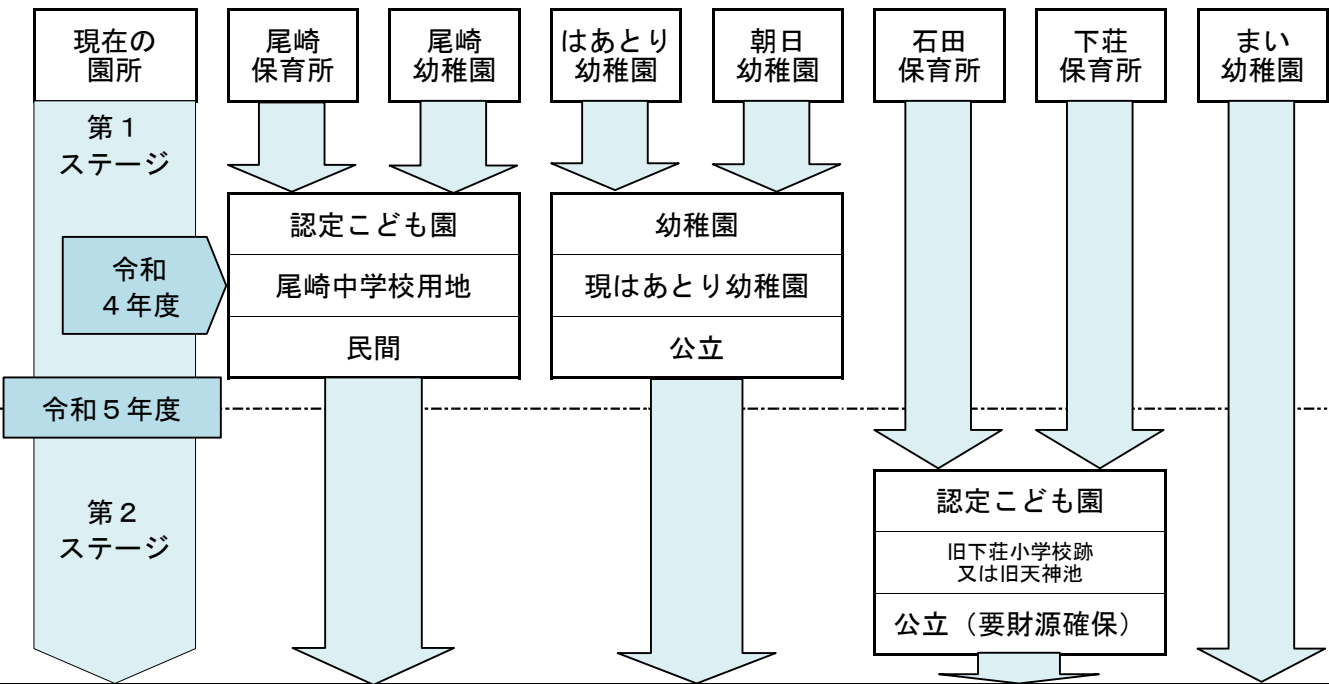 現在の
園所
尾崎
保育所
尾崎
幼稚園
はあとり
幼稚園
朝日
幼稚園
石田
保育所
下荘
保育所
まい
幼稚園
第１
ステージ
認定こども園
尾崎中学校用地
民間
幼稚園
現はあとり幼稚園
公立
令和
４年度
令和５年度
第２
ステージ
認定こども園
旧下荘小学校跡
又は旧天神池
公立（要財源確保）